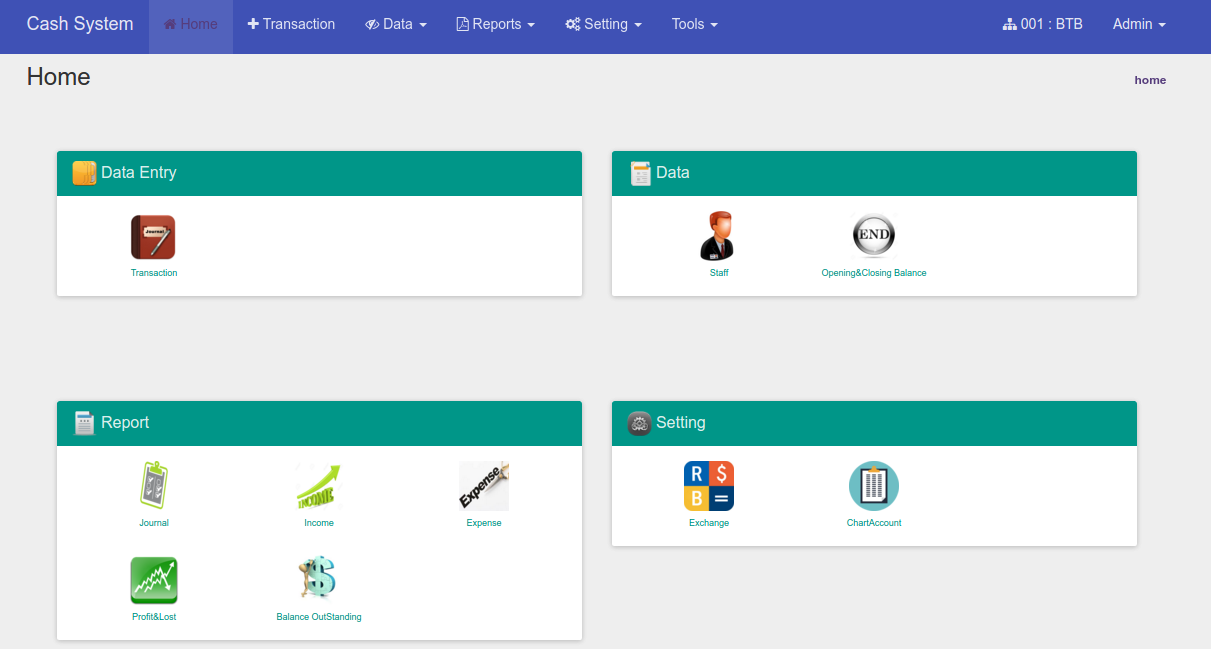 Cash System Home Transaction Data Reports Setting Tools 001 : BTB Admin
Home home
Data Entry
Transaction
Data
END
Staff Opening&Closing Balance
Report
INCOME Expense
Journal Income Expense
Profit&Lost Balance OutStanding
Setting
R $
B =
Exchange ChartAccount
Journal